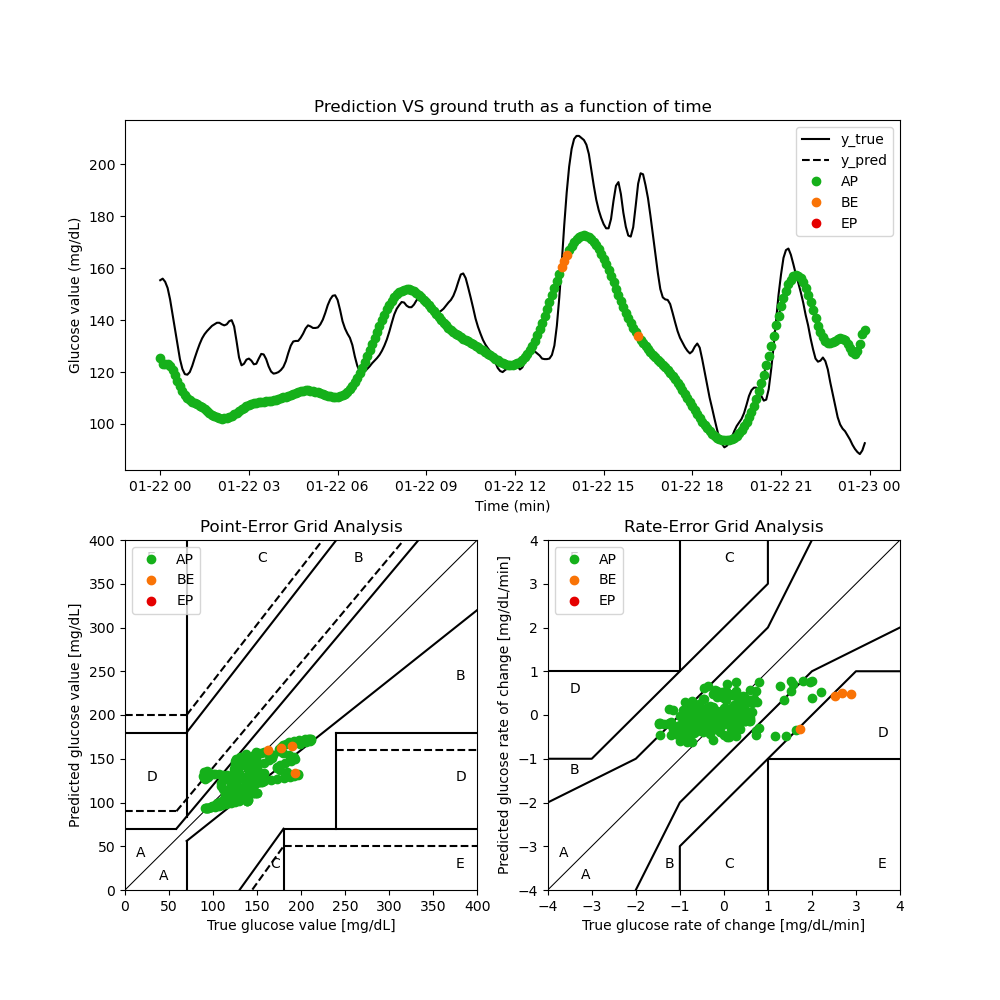 Prediction VS ground truth as a function of time
Glucose value (mg/dL)
200
180
160
140
120
100
y_true
y_pred
AP
BE
EP
01-22 00 01-22 03 01-22 06 01-22 09 01-22 12 01-22 15 01-22 18 01-22 21 01-23 00
Time (min)
Point-Error Grid Analysis
Predicted glucose value [mg/dL]
400
350
300
250
200
150
100
50
0
AP
BE
EP
C
B
B
D
D
A
A
C
E
0 50 100 150 200 250 300 350 400
True glucose value [mg/dL]
Rate-Error Grid Analysis
Predicted glucose rate of change [mg/dL/min]
4
3
2
1
0
−1
−2
−3
−4
AP
BE
EP
C
D
D
B
A
A
B
C
E
−4 −3 −2 −1 0 1 2 3 4
True glucose rate of change [mg/dL/min]